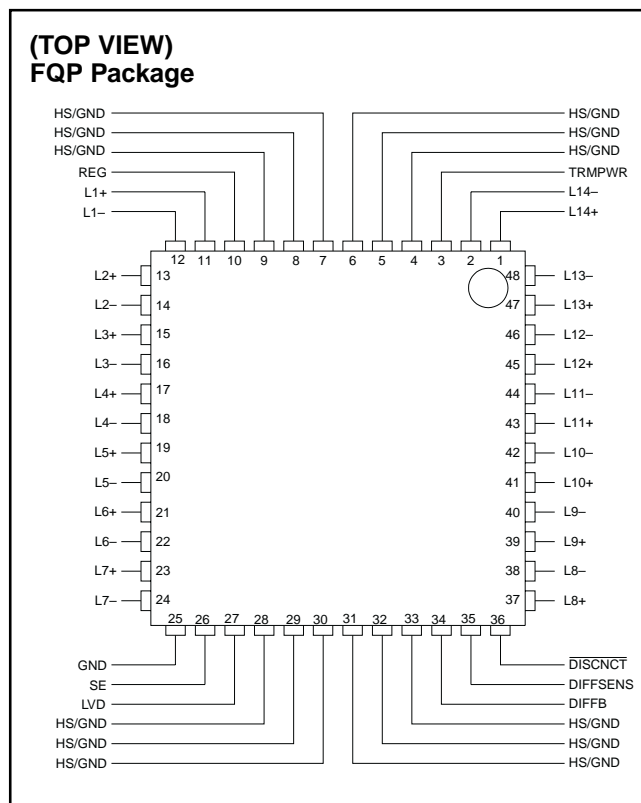 (TOP VIEW)
FQP Package
HS/GND HS/GND
HS/GND HS/GND
HS/GND HS/GND
REG TRMPWR
L1+ L14–
L1– L14+
12 11 10 9 8 7 6 5 4 3 2 1
L2+ 13 48 L13–
L2– 14 47 L13+
L3+ 15 46 L12–
L3– 16 45 L12+
L4+ 17 44 L11–
L4– 18 43 L11+
L5+ 19 42 L10–
L5– 20 41 L10+
L6+ 21 40 L9–
L6– 22 39 L9+
L7+ 23 38 L8–
L7– 24 37 L8+
25 26 27 28 29 30 31 32 33 34 35 36
GND DISCNCT
SE DIFFSENS
LVD DIFFB
HS/GND HS/GND
HS/GND HS/GND
HS/GND HS/GND